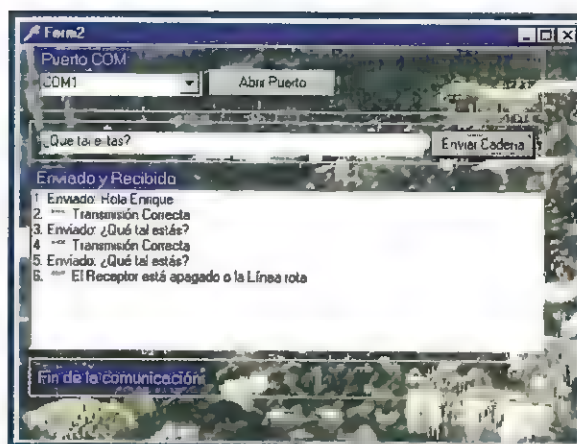 Form2
Puerto COM
COM1
Abrir Puerto
¿Que tal estas?
Enviar Cadena
Enviado y Recibido
1. Enviado: Hola Enrique
2. **** Transmisión Correcta
3. Enviado: ¿Qué tal estás?
4. **** Transmisión Correcta
5. Enviado: ¿Qué tal estás?
6. **** El Receptor está apagado o la Línea rota
Fin de la comunicación